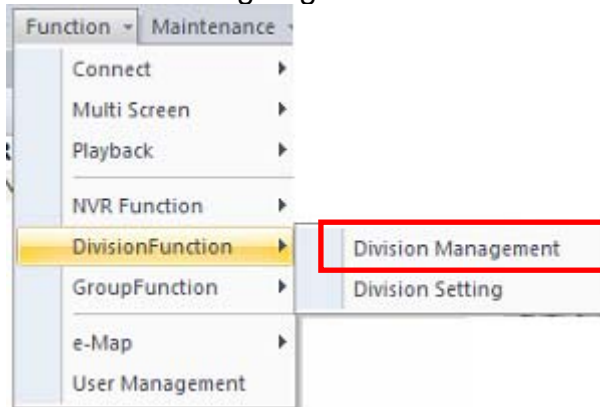 Function Maintenance
Connect
Multi Screen
Playback
NVR Function
DivisionFunction
Division Management
GroupFunction
Division Setting
e-Map
User Management